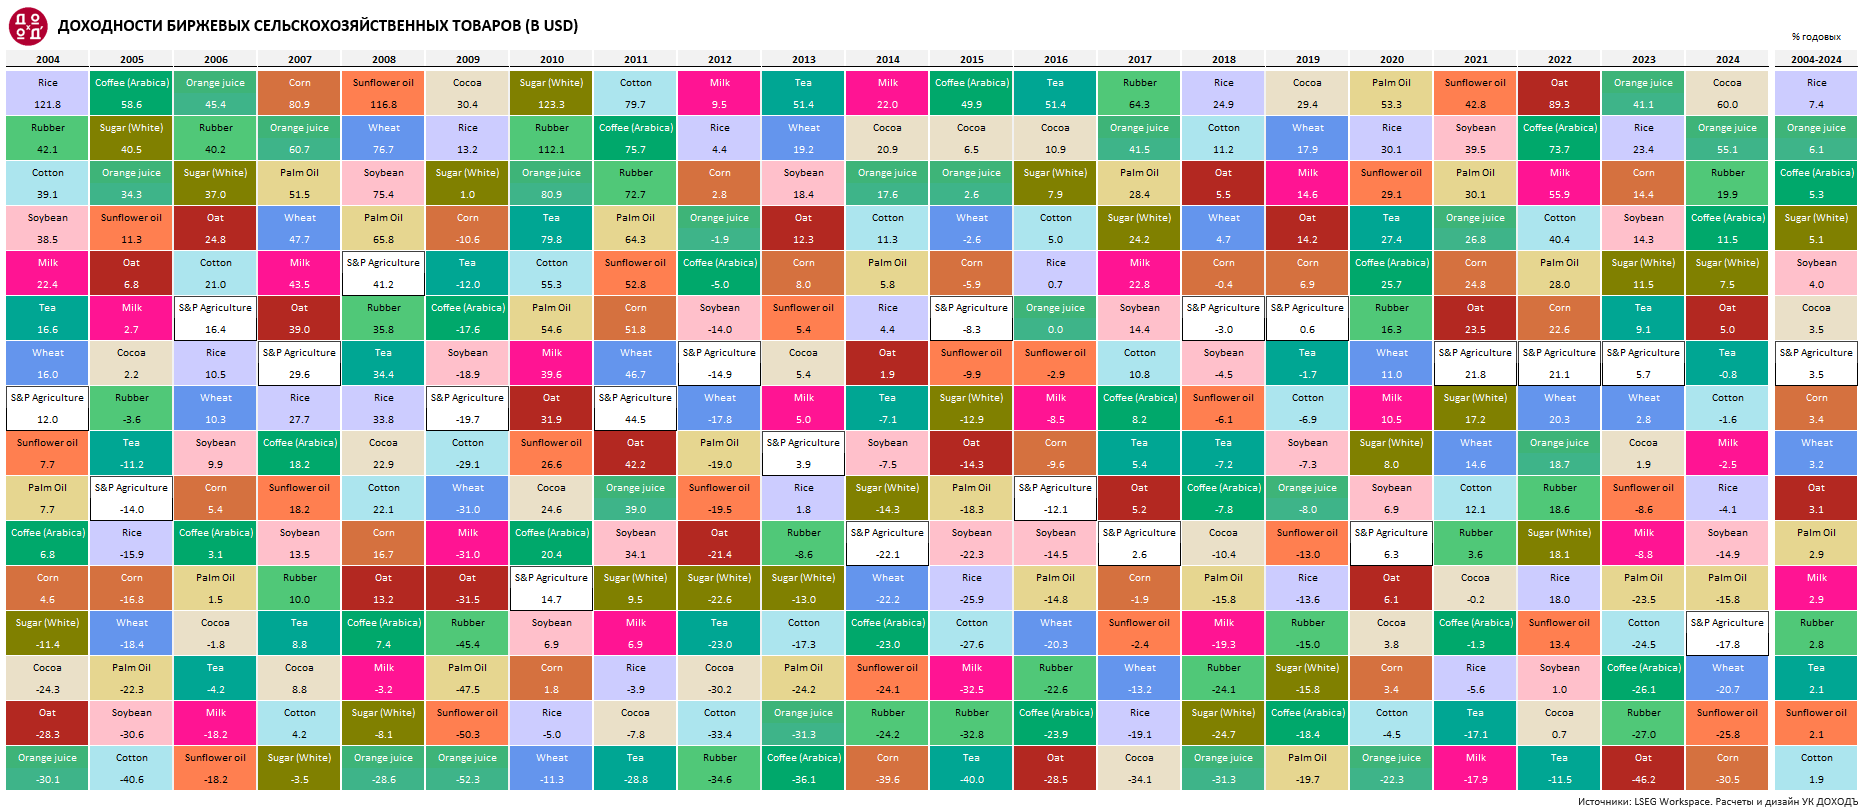 ДОХОДНОСТИ БИРЖЕВЫХ СЕЛЬСКОХОЗЯЙСТВЕННЫХ ТОВАРОВ (В USD)
% годовых
2004 2005 2006 2007 2008 2009 2010 2011 2012 2013 2014 2015 2016 2017 2018 2019 2020 2021 2022 2023 2024 2004-2024
Rice Coffee (Arabica) Orange juice Corn Sunflower oil Cocoa Sugar (White) Cotton Milk Tea Milk Coffee (Arabica) Tea Rubber Rice Cocoa Palm Oil Sunflower oil Oat Orange juice Cocoa Rice
121.8 58.6 45.4 80.9 116.8 30.4 123.3 79.7 9.5 51.4 22.0 49.9 51.4 64.3 24.9 29.4 53.3 42.8 89.3 41.1 60.0 7.4
Rubber Sugar (White) Rubber Orange juice Wheat Rice Rubber Coffee (Arabica) Rice Wheat Cocoa Cocoa Cocoa Orange juice Cotton Wheat Rice Soybean Coffee (Arabica) Rice Orange juice Orange juice
42.1 40.5 40.2 60.7 76.7 13.2 112.1 75.7 4.4 19.2 20.9 6.5 10.9 41.5 11.2 17.9 30.1 39.5 73.7 23.4 55.1 6.1
Cotton Orange juice Sugar (White) Palm Oil Soybean Sugar (White) Orange juice Rubber Corn Soybean Orange juice Orange juice Sugar (White) Palm Oil Oat Milk Sunflower oil Palm Oil Milk Corn Rubber Coffee (Arabica)
39.1 34.3 37.0 51.5 75.4 1.0 80.9 72.7 2.8 18.4 17.6 2.6 7.9 28.4 5.5 14.6 29.1 30.1 55.9 14.4 19.9 5.3
Soybean Sunflower oil Oat Wheat Palm Oil Corn Tea Palm Oil Orange juice Oat Cotton Wheat Cotton Sugar (White) Wheat Oat Tea Orange juice Cotton Soybean Coffee (Arabica) Sugar (White)
38.5 11.3 24.8 47.7 65.8 -10.6 79.8 64.3 -1.9 12.3 11.3 -2.6 5.0 24.2 4.7 14.2 27.4 26.8 40.4 14.3 11.5 5.1
Milk Oat Cotton Milk S&P Agriculture Tea Cotton Sunflower oil Coffee (Arabica) Corn Palm Oil Corn Rice Milk Corn Corn Coffee (Arabica) Corn Palm Oil Sugar (White) Sugar (White) Soybean
22.4 6.8 21.0 43.5 41.2 -12.0 55.3 52.8 -5.0 8.0 5.8 -5.9 0.7 22.8 -0.4 6.9 25.7 24.8 28.0 11.5 7.5 4.0
Tea Milk S&P Agriculture Oat Rubber Coffee (Arabica) Palm Oil Corn Soybean Sunflower oil Rice S&P Agriculture Orange juice Soybean S&P Agriculture S&P Agriculture Rubber Oat Corn Tea Oat Cocoa
16.6 2.7 16.4 39.0 35.8 -17.6 54.6 51.8 -14.0 5.4 4.4 -8.3 0.0 14.4 -3.0 0.6 16.3 23.5 22.6 9.1 5.0 3.5
Wheat Cocoa Rice S&P Agriculture Tea Soybean Milk Wheat S&P Agriculture Cocoa Oat Sunflower oil Sunflower oil Cotton Soybean Tea Wheat S&P Agriculture S&P Agriculture S&P Agriculture Tea S&P Agriculture
16.0 2.2 10.5 29.6 34.4 -18.9 39.6 46.7 -14.9 5.4 1.9 -9.9 -2.9 10.8 -4.5 -1.7 11.0 21.8 21.1 5.7 -0.8 3.5
S&P Agriculture Rubber Wheat Rice Rice S&P Agriculture Oat S&P Agriculture Wheat Milk Tea Sugar (White) Milk Coffee (Arabica) Sunflower oil Cotton Milk Sugar (White) Wheat Wheat Cotton Corn
12.0 -3.6 10.3 27.7 33.8 -19.7 31.9 44.5 -17.8 5.0 -7.1 -12.9 -8.5 8.2 -6.1 -6.9 10.5 17.2 20.3 2.8 -1.6 3.4
Sunflower oil Tea Soybean Coffee (Arabica) Cocoa Cotton Sunflower oil Oat Palm Oil S&P Agriculture Soybean Oat Corn Tea Tea Soybean Sugar (White) Wheat Orange juice Cocoa Milk Wheat
7.7 -11.2 9.9 18.2 22.9 -29.1 26.6 42.2 -19.0 3.9 -7.5 -14.3 -9.6 5.4 -7.2 -7.3 8.0 14.6 18.7 1.9 -2.5 3.2
Palm Oil S&P Agriculture Corn Sunflower oil Cotton Wheat Cocoa Orange juice Sunflower oil Rice Sugar (White) Palm Oil S&P Agriculture Oat Coffee (Arabica) Orange juice Soybean Cotton Rubber Sunflower oil Rice Oat
7.7 -14.0 5.4 18.2 22.1 -31.0 24.6 39.0 -19.5 1.8 -14.3 -18.3 -12.1 5.2 -7.8 -8.0 6.9 12.1 18.6 -8.6 -4.1 3.1
Coffee (Arabica) Rice Coffee (Arabica) Soybean Corn Milk Coffee (Arabica) Soybean Oat Rubber S&P Agriculture Soybean Soybean S&P Agriculture Cocoa Sunflower oil S&P Agriculture Rubber Sugar (White) Milk Soybean Palm Oil
6.8 -15.9 3.1 13.5 16.7 -31.0 20.4 34.1 -21.4 -8.6 -22.1 -22.3 -14.5 2.6 -10.4 -13.0 6.3 3.6 18.1 -8.8 -14.9 2.9
Corn Corn Palm Oil Rubber Oat Oat S&P Agriculture Sugar (White) Sugar (White) Sugar (White) Wheat Rice Palm Oil Corn Palm Oil Rice Oat Cocoa Rice Palm Oil Palm Oil Milk
4.6 -16.8 1.5 10.0 13.2 -31.5 14.7 9.5 -22.6 -13.0 -22.2 -25.9 -14.8 -1.9 -15.8 -13.6 6.1 -0.2 18.0 -23.5 -15.8 2.9
Sugar (White) Wheat Cocoa Tea Coffee (Arabica) Rubber Soybean Milk Tea Cotton Coffee (Arabica) Cotton Wheat Sunflower oil Milk Rubber Cocoa Coffee (Arabica) Sunflower oil Cotton S&P Agriculture Rubber
-11.4 -18.4 -1.8 8.8 7.4 -45.4 6.9 6.9 -23.0 -17.3 -23.0 -27.6 -20.3 -2.4 -19.3 -15.0 3.8 -1.3 13.4 -24.5 -17.8 2.8
Cocoa Palm Oil Tea Cocoa Milk Palm Oil Corn Rice Cocoa Palm Oil Sunflower oil Milk Rubber Wheat Rubber Sugar (White) Corn Rice Soybean Coffee (Arabica) Wheat Tea
-24.3 -22.3 -4.2 8.8 -3.2 -47.5 1.8 -3.9 -30.2 -24.2 -24.1 -32.5 -22.6 -13.2 -24.1 -15.8 3.4 -5.6 1.0 -26.1 -20.7 2.1
Oat Soybean Milk Cotton Sugar (White) Sunflower oil Rice Cocoa Cotton Orange juice Rubber Rubber Coffee (Arabica) Rice Sugar (White) Coffee (Arabica) Cotton Tea Cocoa Rubber Sunflower oil Sunflower oil
-28.3 -30.6 -18.2 4.2 -8.1 -50.3 -5.0 -7.8 -33.4 -31.3 -24.2 -32.8 -23.9 -19.1 -24.7 -18.4 -4.5 -17.1 0.7 -27.0 -25.8 2.1
Orange juice Cotton Sunflower oil Sugar (White) Orange juice Orange juice Wheat Tea Rubber Coffee (Arabica) Corn Tea Oat Cocoa Orange juice Palm Oil Orange juice Milk Tea Oat Corn Cotton
-30.1 -40.6 -18.2 -3.5 -28.6 -52.3 -11.3 -28.8 -34.6 -36.1 -39.6 -40.0 -28.5 -34.1 -31.3 -19.7 -22.3 -17.9 -11.5 -46.2 -30.5 1.9
Источники: LSEG Workspace. Расчеты и дизайн УК ДОХОДЪ